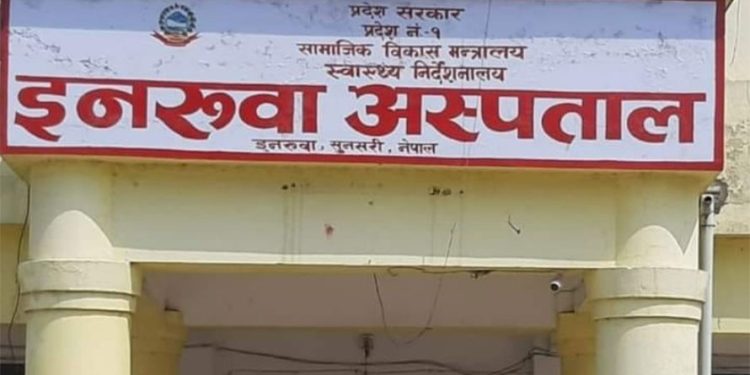 प्रदेश सरकार
प्रदेश नं.१
सामाजिक विकास मन्त्रालय
स्वास्थ्य निर्देशनालय
इनरुवा अस्पताल
इनरुवा, सुनसरी, नेपाल